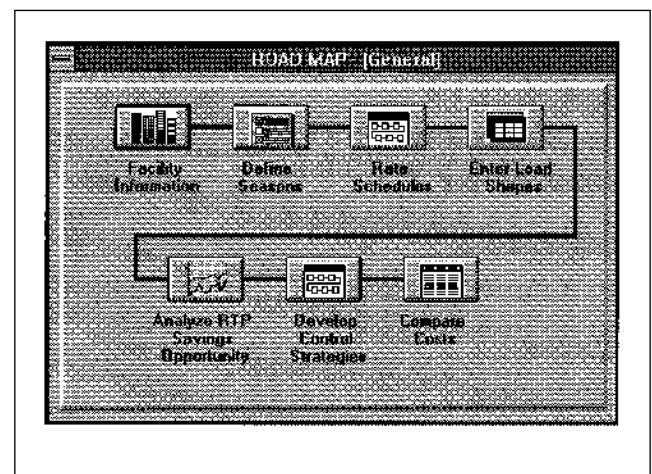 ROAD MAP - [General]
Facility
Information
Define
Seasons
Rate
Schedules
Enter Load
Shapes
Analyze RTP
Savings
Opportunity
Develop
Control
Strategies
Compare
Costs